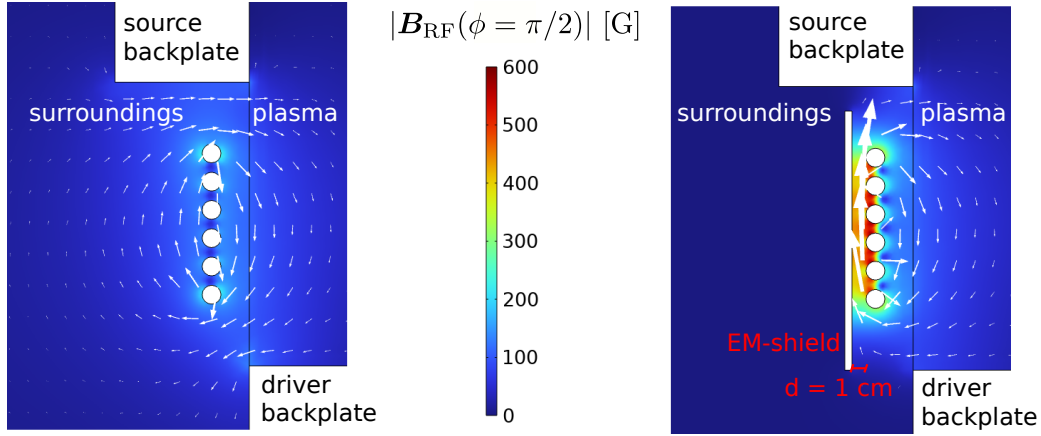 source
backplate
surroundings
plasma
driver
backplate
|B_RF(ϕ = π/2)| [G]
600
500
400
300
200
100
0
source
backplate
surroundings
plasma
EM-shield
d = 1 cm
driver
backplate